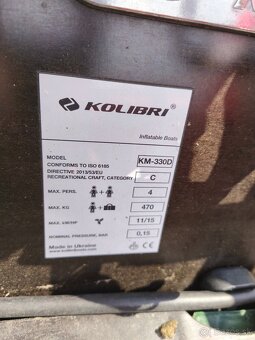 KOLIBRI®
Inflatable Boats
MODEL KM-330D
CONFORMS TO ISO 6185
DIRECTIVE 2013/53/EU
RECREATIONAL CRAFT, CATEGORY C
MAX. PERS. + 4
MAX. KG + 470
MAX. kW/HP 11/15
NOMINAL PRESSURE, BAR 0,15
Made in Ukraine
www.kolibriboats.com
CE